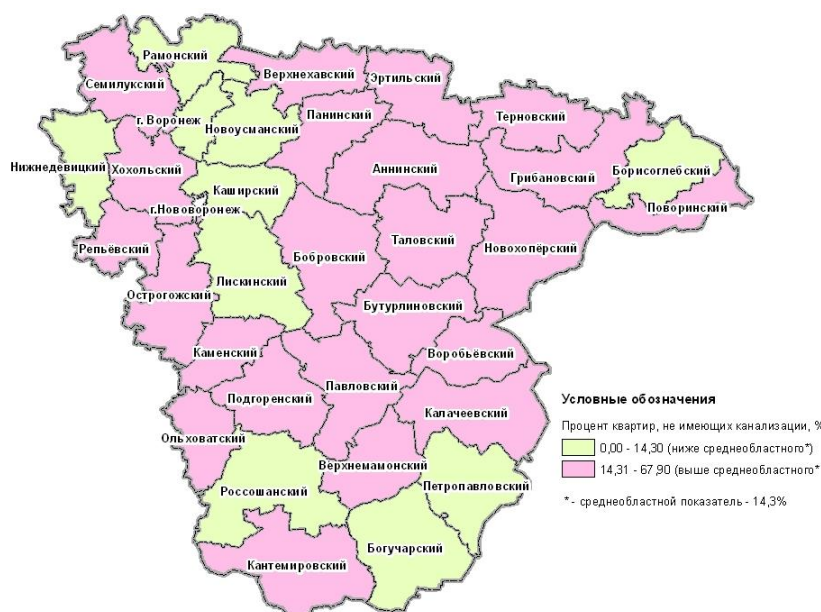 Рамонский
Семилукский
Верхнехавский
Эртильский
г. Воронеж
Новоусманский
Панинский
Терновский
Нижнедевицкий
Хохольский
Каширский
Аннинский
Грибановский
Борисоглебский
Поворинский
г.Нововоронеж
Репьёвский
Острогожский
Лискинский
Бобровский
Таловский
Новохопёрский
Бутурлиновский
Каменский
Воробьёвский
Подгоренский
Павловский
Калачеевский
Ольховатский
Россошанский
Верхнемамонский
Петропавловский
Богучарский
Кантемировский
Условные обозначения
Процент квартир, не имеющих канализации, %
0,00 - 14,30 (ниже среднеобластного*)
14,31 - 67,90 (выше среднеобластного*
* - среднеобластной показатель - 14,3%